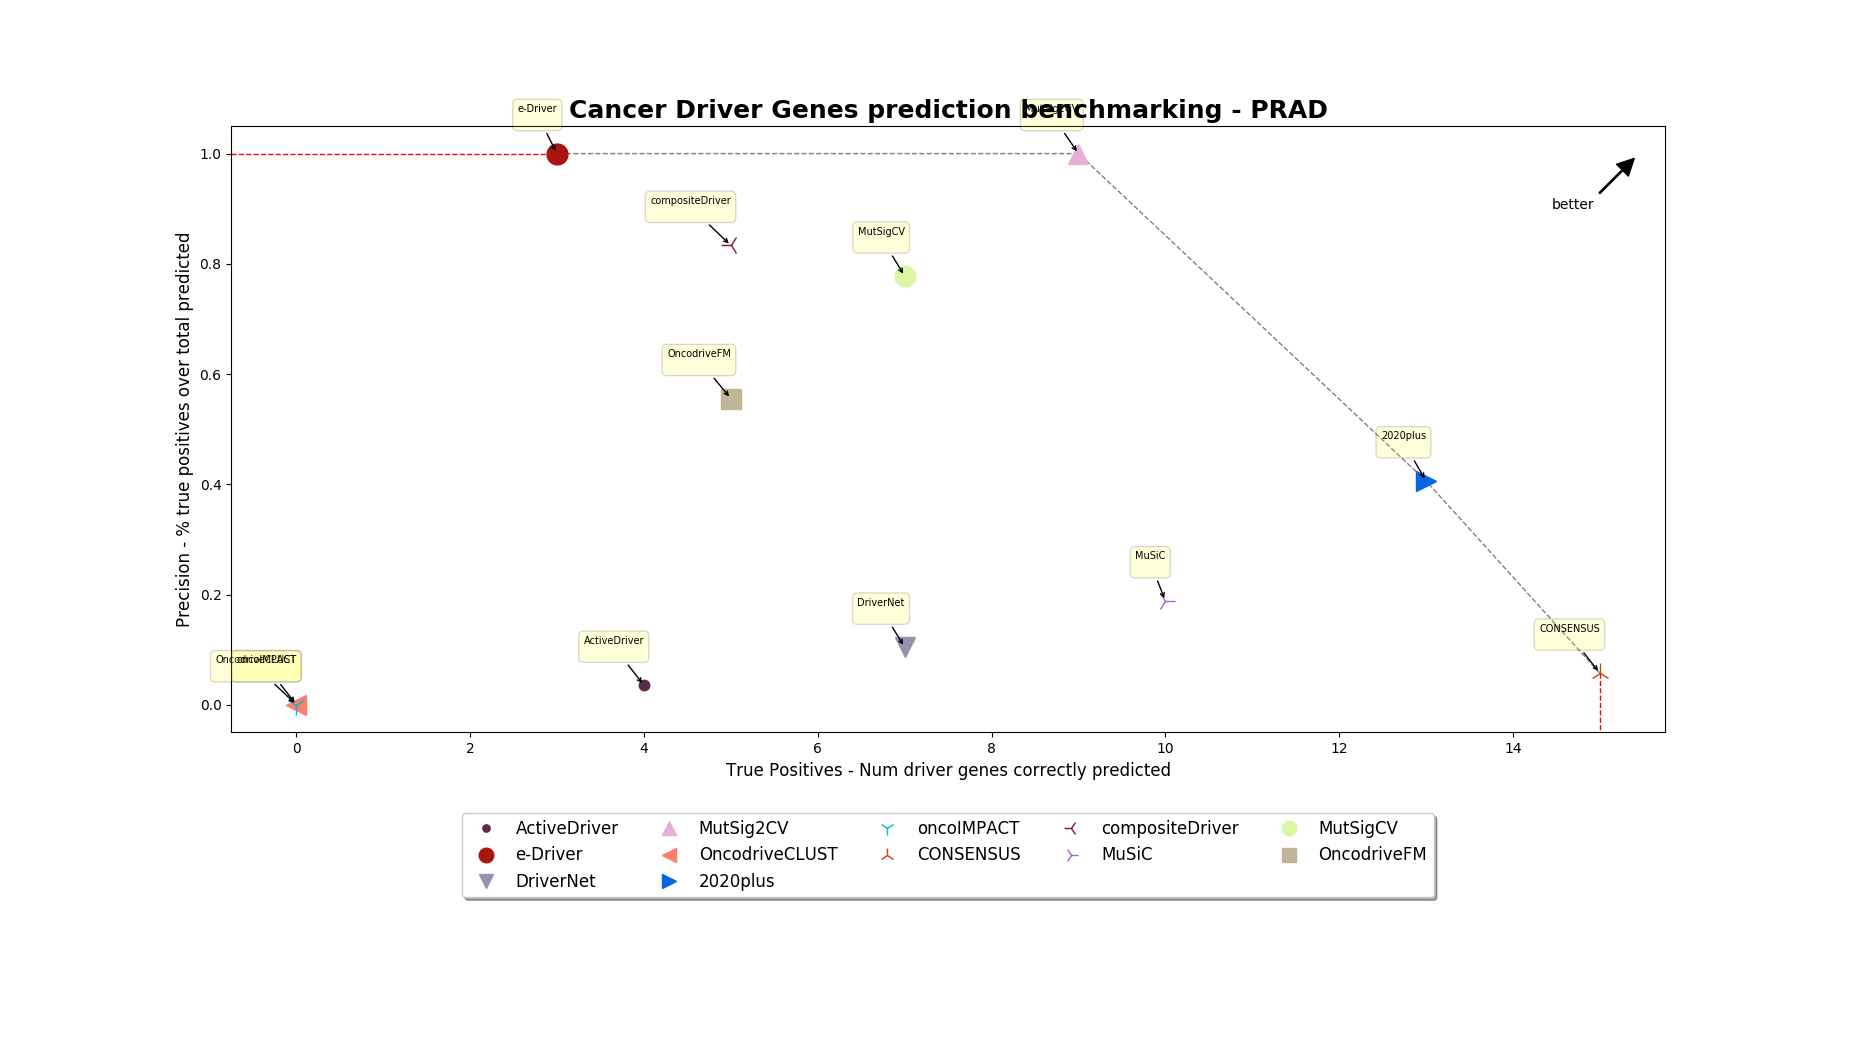 Cancer Driver Genes prediction benchmarking - PRAD
e-Driver
1.0
better
compositeDriver
MutSigCV
0.8
OncodriveFM
0.6
2020plus
0.4
MuSiC
0.2
DriverNet
CONSENSUS
ActiveDriver
oncoIMPACT
0.0
Precision - % true positives over total predicted
0 2 4 6 8 10 12 14
True Positives - Num driver genes correctly predicted
ActiveDriver MutSig2CV oncoIMPACT compositeDriver MutSigCV
e-Driver OncodriveCLUST CONSENSUS MuSiC OncodriveFM
DriverNet 2020plus